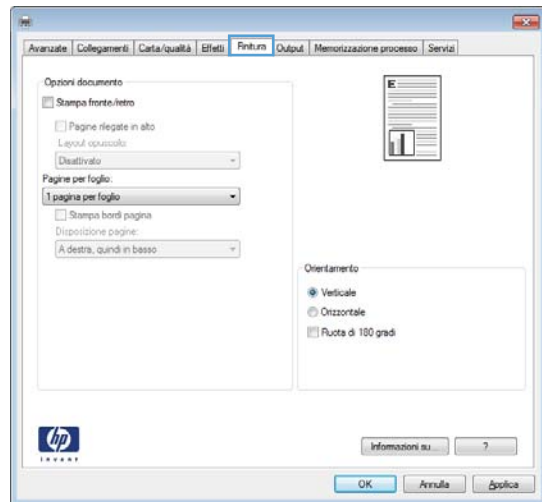 Avanzate Collegamenti Carta/qualità Effetti Finitura Output Memorizzazione processo Servizi
Opzioni documento
Stampa fronte/retro
Pagine rilegate in alto
Layout opuscolo:
Disattivato
Pagine per foglio:
1 pagina per foglio
Stampa bordi pagina
Disposizione pagine:
A destra, quindi in basso
E
Orientamento
Verticale
Orizzontale
Ruota di 180 gradi
hp
invent
Informazioni su... ?
OK Annulla Applica